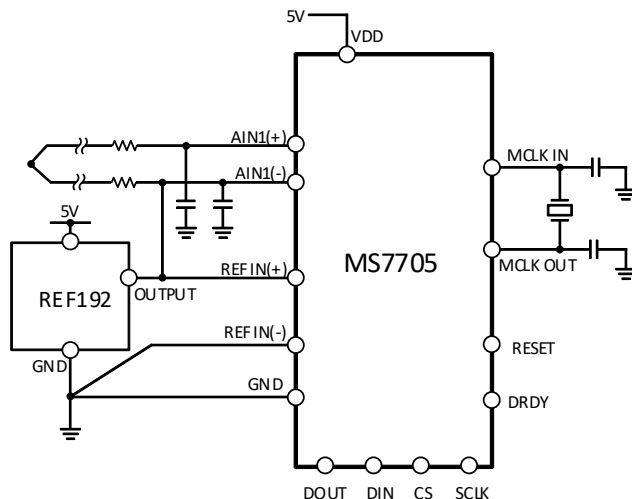 5V
VDD
AIN1(+)
AIN1(-)
5V
REF192
OUTPUT
GND
REFIN(+)
REFIN(-)
GND
MS7705
MCLK IN
MCLK OUT
RESET
DRDY
DOUT
DIN
CS
SCLK